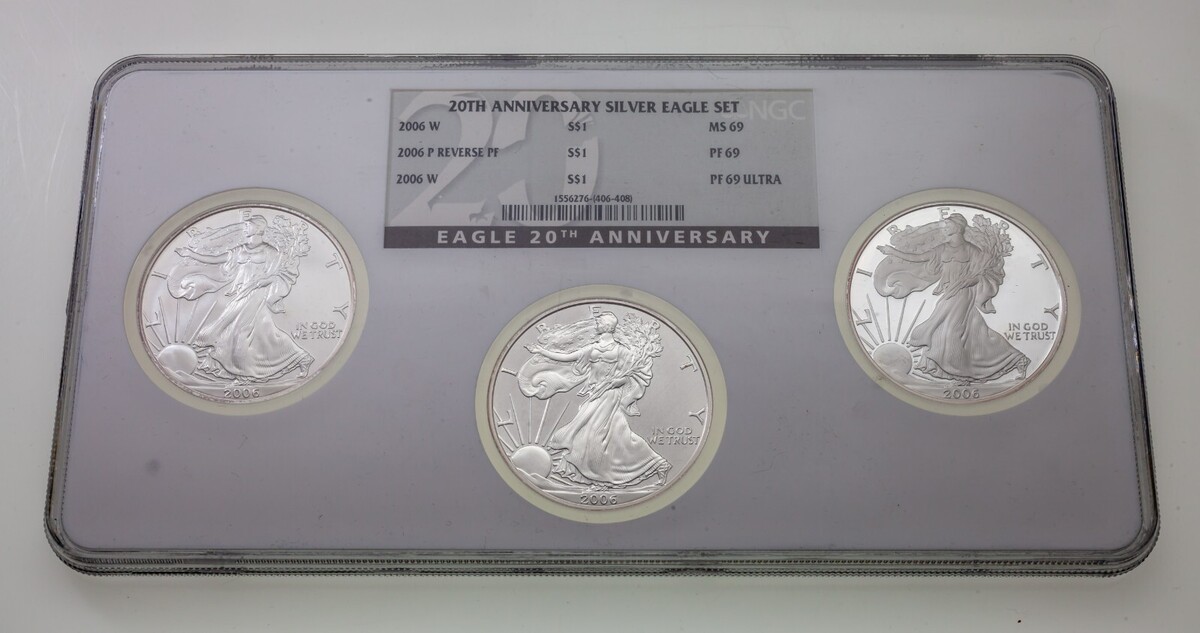 20TH ANNIVERSARY SILVER EAGLE SET
NGC
2006 W S$1 MS 69
2006 P REVERSE PF S$1 PF 69
2006 W S$1 PF 69 ULTRA
1556276-(406-408)
EAGLE 20TH ANNIVERSARY
20
LIBERTY
IN GOD
WE TRUST
2006
LIBERTY
IN GOD
WE TRUST
2006
LIBERTY
IN GOD
WE TRUST
2006